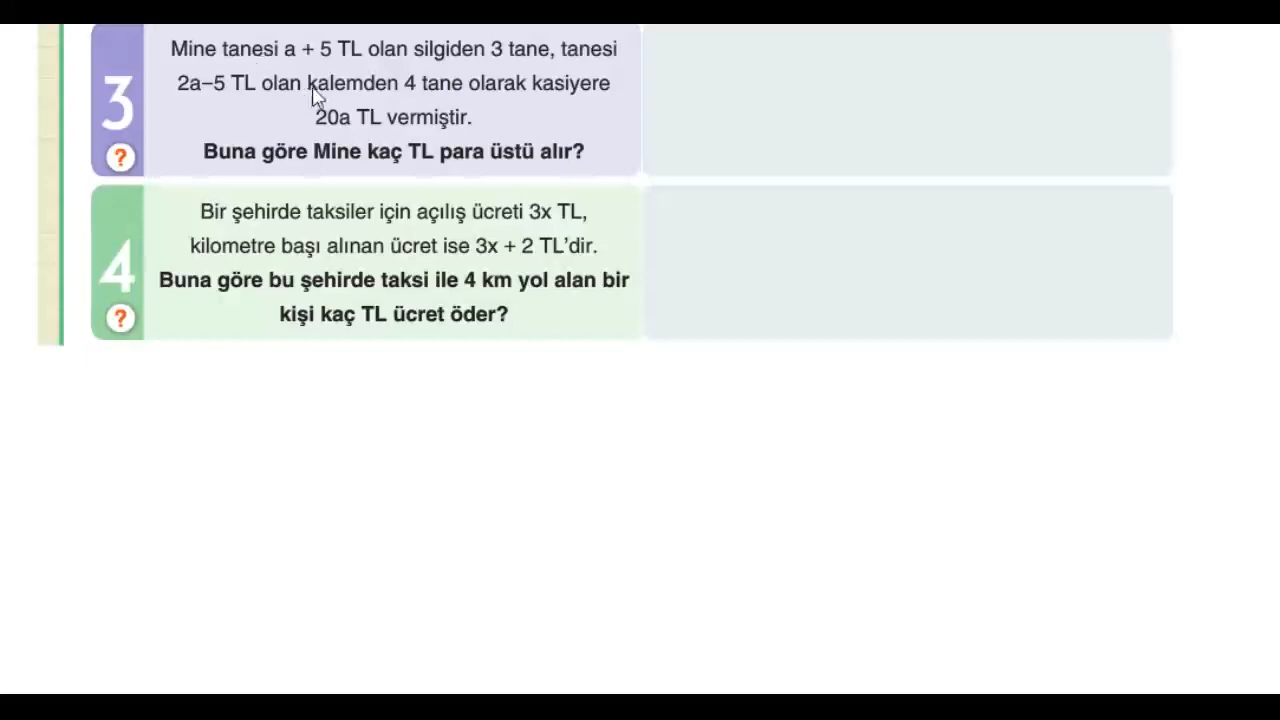 3
?
Mine tanesi a + 5 TL olan silgiden 3 tane, tanesi
2a–5 TL olan kalemden 4 tane olarak kasiyere
20a TL vermiştir.
Buna göre Mine kaç TL para üstü alır?
4
?
Bir şehirde taksiler için açılış ücreti 3x TL,
kilometre başı alınan ücret ise 3x + 2 TL’dir.
Buna göre bu şehirde taksi ile 4 km yol alan bir
kişi kaç TL ücret öder?